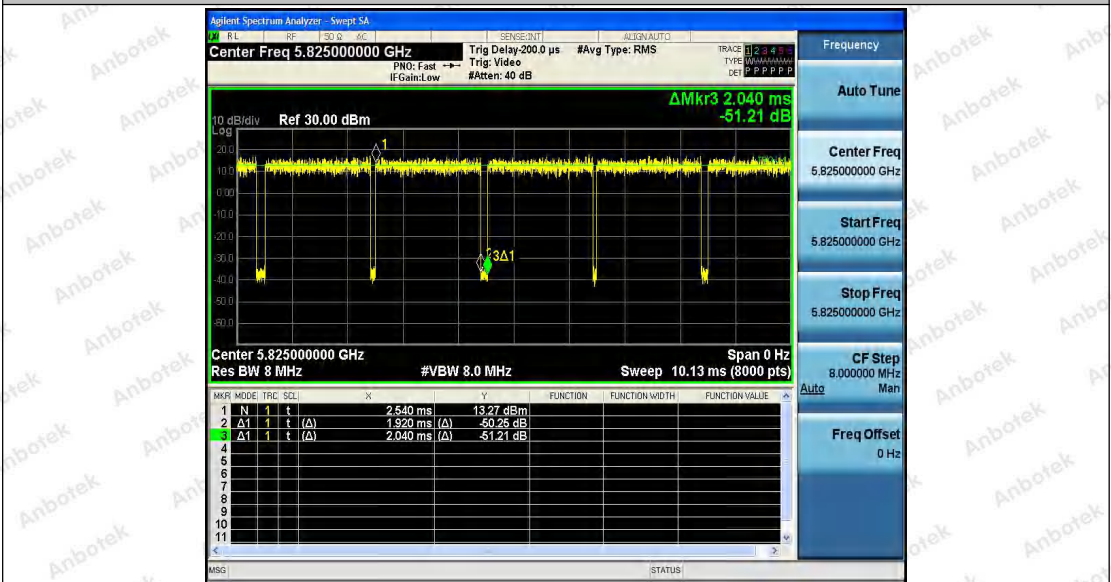 Agilent Spectrum Analyzer - Swept SA
RL RF 50 Ω AC SENSE:INT ALIGNAUTO
Center Freq 5.825000000 GHz
PNO: Fast
IFGain:Low
Trig Delay-200.0 µs #Avg Type: RMS
Trig: Video
#Atten: 40 dB
TRACE 1 2 3 4 5 6
TYPE
DET P P P P P P
ΔMkr3 2.040 ms
-51.21 dB
10 dB/div Ref 30.00 dBm
Log
20.0
10.0
0.00
-10.0
-20.0
-30.0
-40.0
-50.0
-60.0
1
3Δ1
Center 5.825000000 GHz Span 0 Hz
Res BW 8 MHz #VBW 8.0 MHz Sweep 10.13 ms (8000 pts)
MKR MODE TRC SCL X Y FUNCTION FUNCTION WIDTH FUNCTION VALUE
1 N 1 t 2.540 ms 13.27 dBm
2 Δ1 1 t (Δ) 1.920 ms (Δ) -50.25 dB
3 Δ1 1 t (Δ) 2.040 ms (Δ) -51.21 dB
4
5
6
7
8
9
10
11
MSG STATUS
Frequency
Auto Tune
Center Freq
5.825000000 GHz
Start Freq
5.825000000 GHz
Stop Freq
5.825000000 GHz
CF Step
8.000000 MHz
Auto Man
Freq Offset
0 Hz
Anbotek